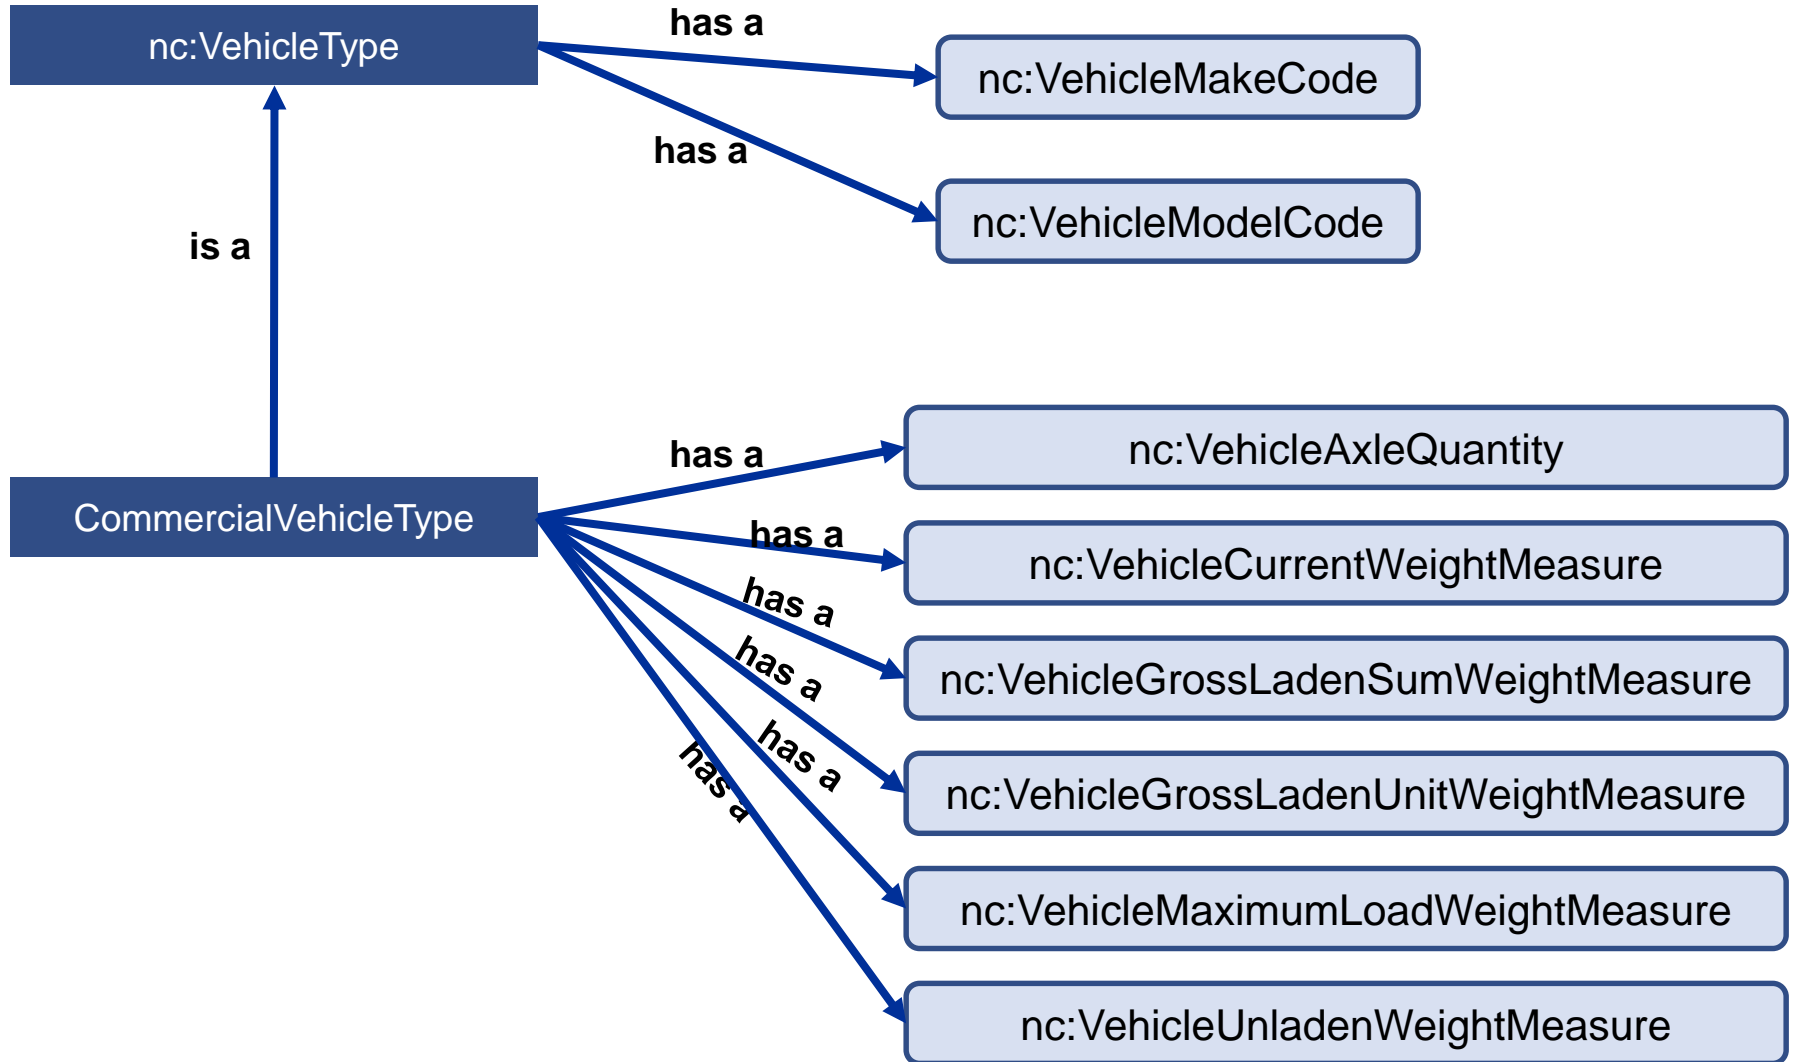 nc:VehicleType
has a
nc:VehicleMakeCode
has a
nc:VehicleModelCode
is a
CommercialVehicleType
has a
nc:VehicleAxleQuantity
has a
nc:VehicleCurrentWeightMeasure
has a
nc:VehicleGrossLadenSumWeightMeasure
has a
nc:VehicleGrossLadenUnitWeightMeasure
has a
nc:VehicleMaximumLoadWeightMeasure
has a
nc:VehicleUnladenWeightMeasure